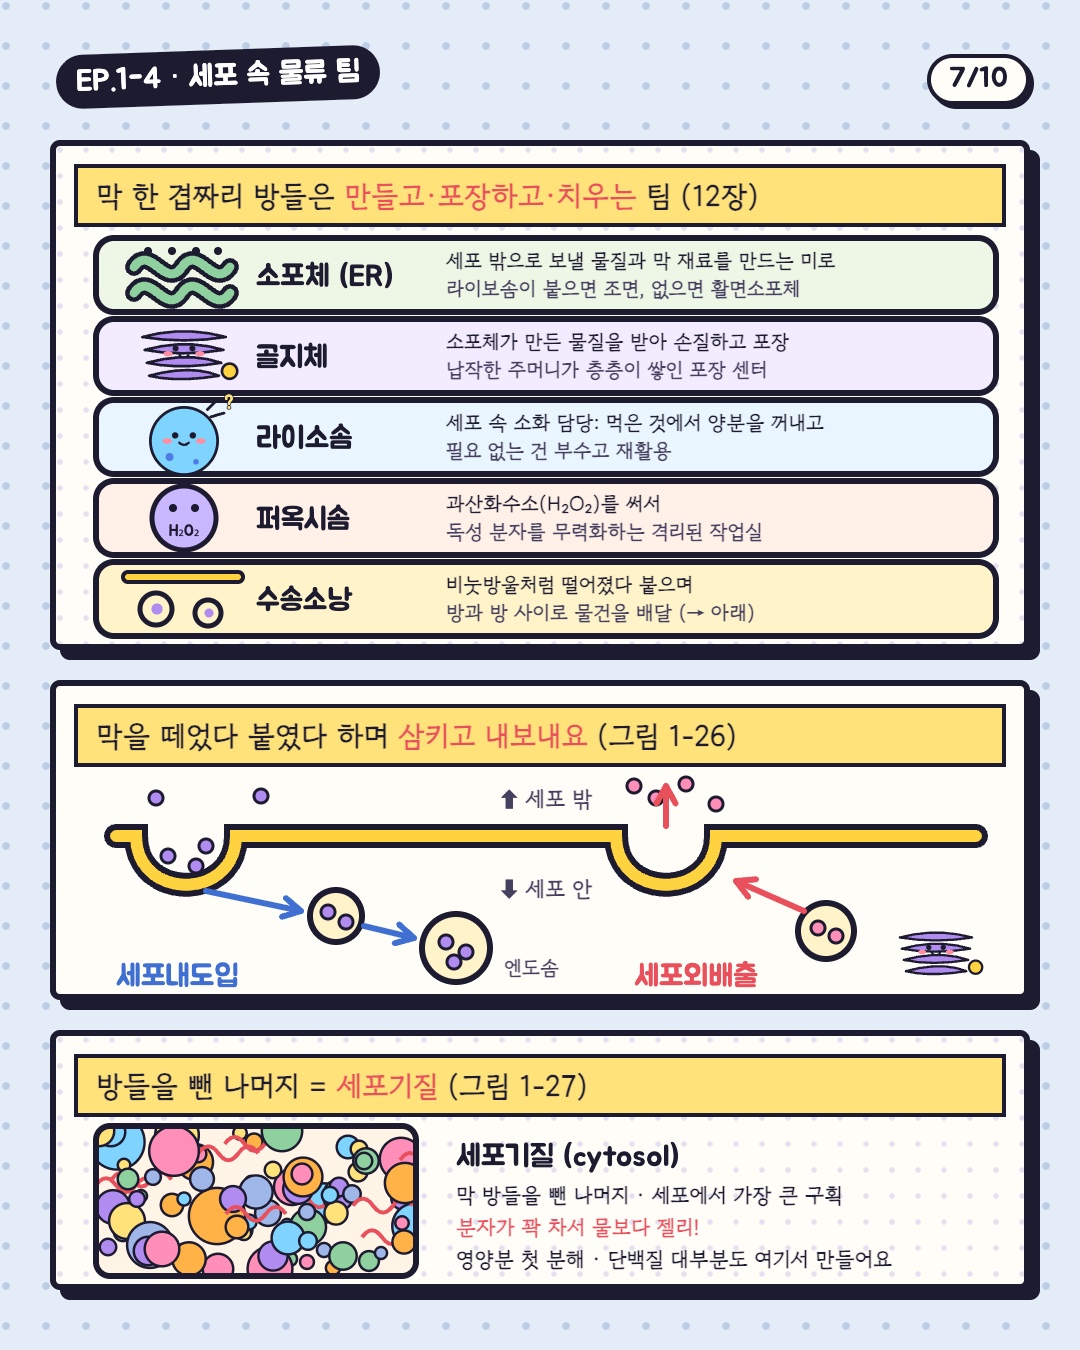 EP.1-4 · 세포 속 물류 팀
7/10
막 한 겹짜리 방들은 만들고·포장하고·치우는 팀 (12장)
소포체 (ER)
세포 밖으로 보낼 물질과 막 재료를 만드는 미로
라이보솜이 붙으면 조면, 없으면 활면소포체
골지체
소포체가 만든 물질을 받아 손질하고 포장
납작한 주머니가 층층이 쌓인 포장 센터
?
라이소솜
세포 속 소화 담당: 먹은 것에서 양분을 꺼내고
필요 없는 건 부수고 재활용
H₂O₂
퍼옥시솜
과산화수소(H₂O₂)를 써서
독성 분자를 무력화하는 격리된 작업실
수송소낭
비눗방울처럼 떨어졌다 붙으며
방과 방 사이로 물건을 배달 (→ 아래)
막을 떼었다 붙였다 하며 삼키고 내보내요 (그림 1-26)
⬆ 세포 밖
⬇ 세포 안
엔도솜
세포내도입
세포외배출
방들을 뺀 나머지 = 세포기질 (그림 1-27)
세포기질 (cytosol)
막 방들을 뺀 나머지 · 세포에서 가장 큰 구획
분자가 꽉 차서 물보다 젤리!
영양분 첫 분해 · 단백질 대부분도 여기서 만들어요